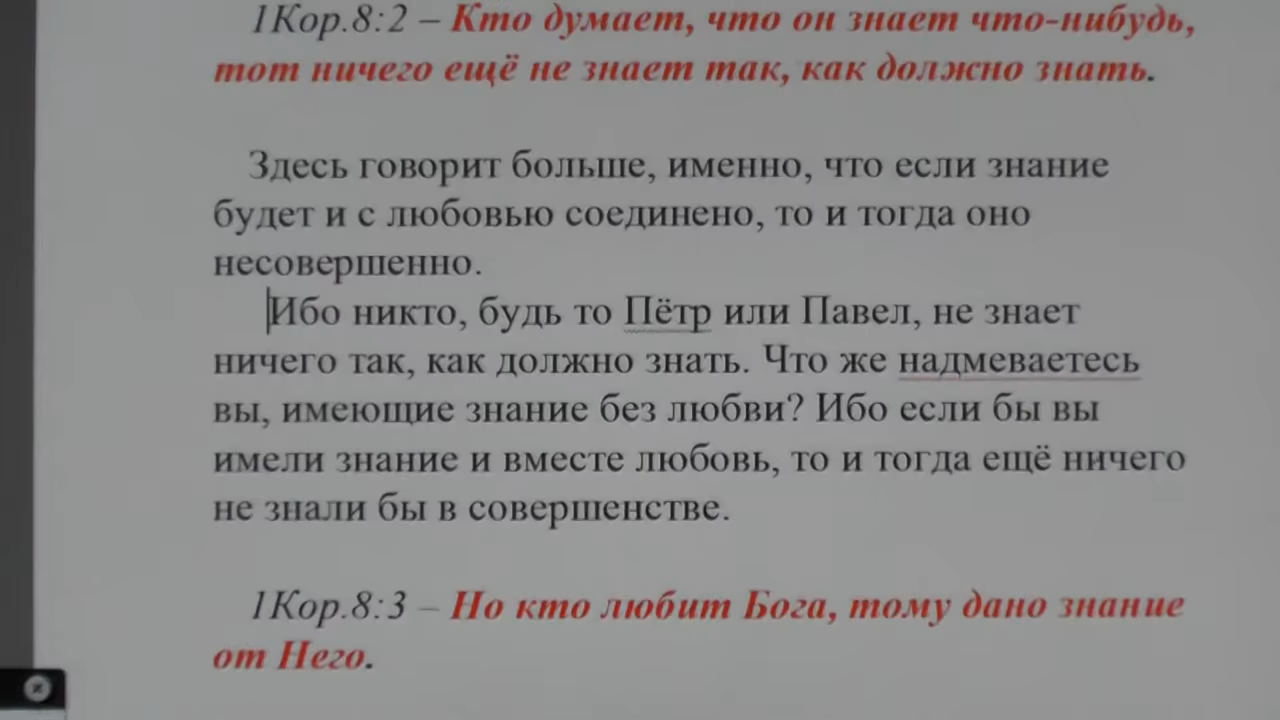 1Кор.8:2 – Кто думает, что он знает что-нибудь,
тот ничего ещё не знает так, как должно знать.
Здесь говорит больше, именно, что если знание
будет и с любовью соединено, то и тогда оно
несовершенно.
Ибо никто, будь то Пётр или Павел, не знает
ничего так, как должно знать. Что же надмеваетесь
вы, имеющие знание без любви? Ибо если бы вы
имели знание и вместе любовь, то и тогда ещё ничего
не знали бы в совершенстве.
1Кор.8:3 – Но кто любит Бога, тому дано знание
от Него.